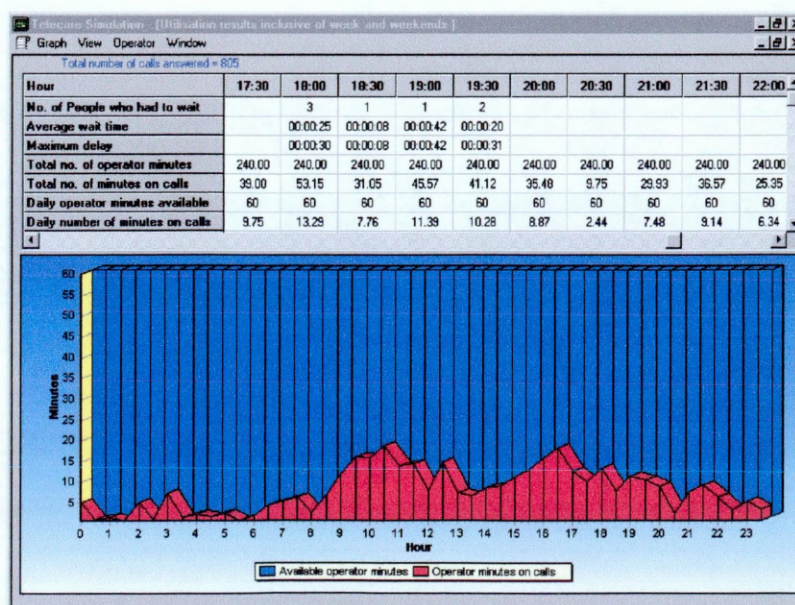 Telecare Simulation - [Utilisation results inclusive of week and weekends ]
Graph View Operator Window
Total number of calls answered = 805
Hour 17:30 18:00 18:30 19:00 19:30 20:00 20:30 21:00 21:30 22:00
No. of People who had to wait 3 1 1 2
Average wait time 00:00:25 00:00:08 00:00:42 00:00:20
Maximum delay 00:00:30 00:00:08 00:00:42 00:00:31
Total no. of operator minutes 240.00 240.00 240.00 240.00 240.00 240.00 240.00 240.00 240.00 240.00
Total no. of minutes on calls 39.00 53.15 31.05 45.57 41.12 35.48 9.75 29.93 36.57 25.35
Daily operator minutes available 60 60 60 60 60 60 60 60 60 60
Daily number of minutes on calls 9.75 13.29 7.76 11.39 10.28 8.87 2.44 7.48 9.14 6.34
60
55
50
45
40
35
30
25
20
15
10
5
Minutes
0 1 2 3 4 5 6 7 8 9 10 11 12 13 14 15 16 17 18 19 20 21 22 23
Hour
Available operator minutes Operator minutes on calls